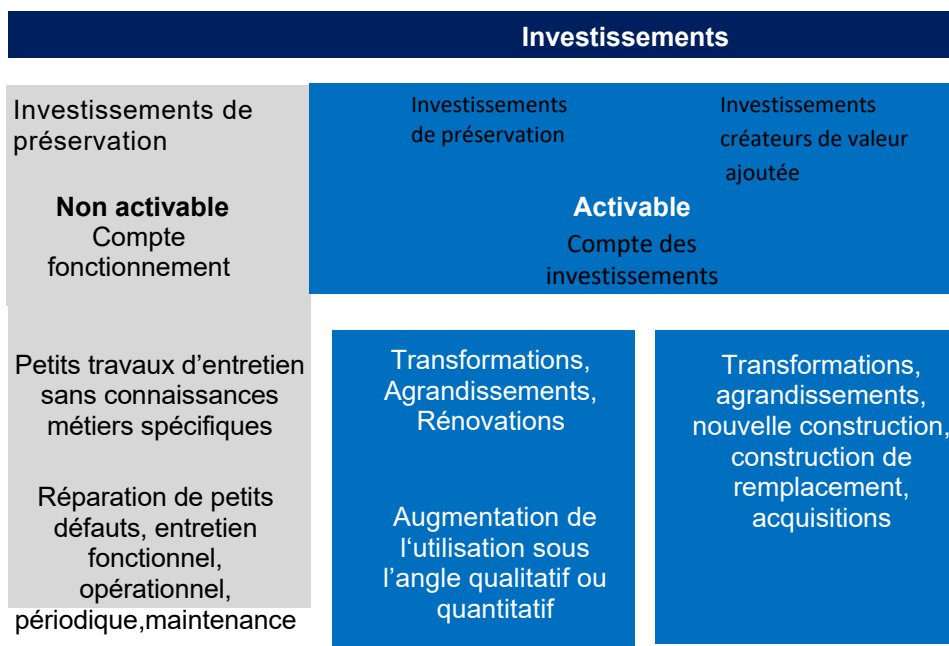 Investissements
Investissements de
préservation
Non activable
Compte
fonctionnement
Investissements
de préservation
Investissements
créateurs de valeur
ajoutée
Activable
Compte des
investissements
Petits travaux d’entretien
sans connaissances
métiers spécifiques
Réparation de petits
défauts, entretien
fonctionnel,
opérationnel,
périodique,maintenance
Transformations,
Agrandissements,
Rénovations
Augmentation de
l‘utilisation sous
l’angle qualitatif ou
quantitatif
Transformations,
agrandissements,
nouvelle construction,
construction de
remplacement,
acquisitions